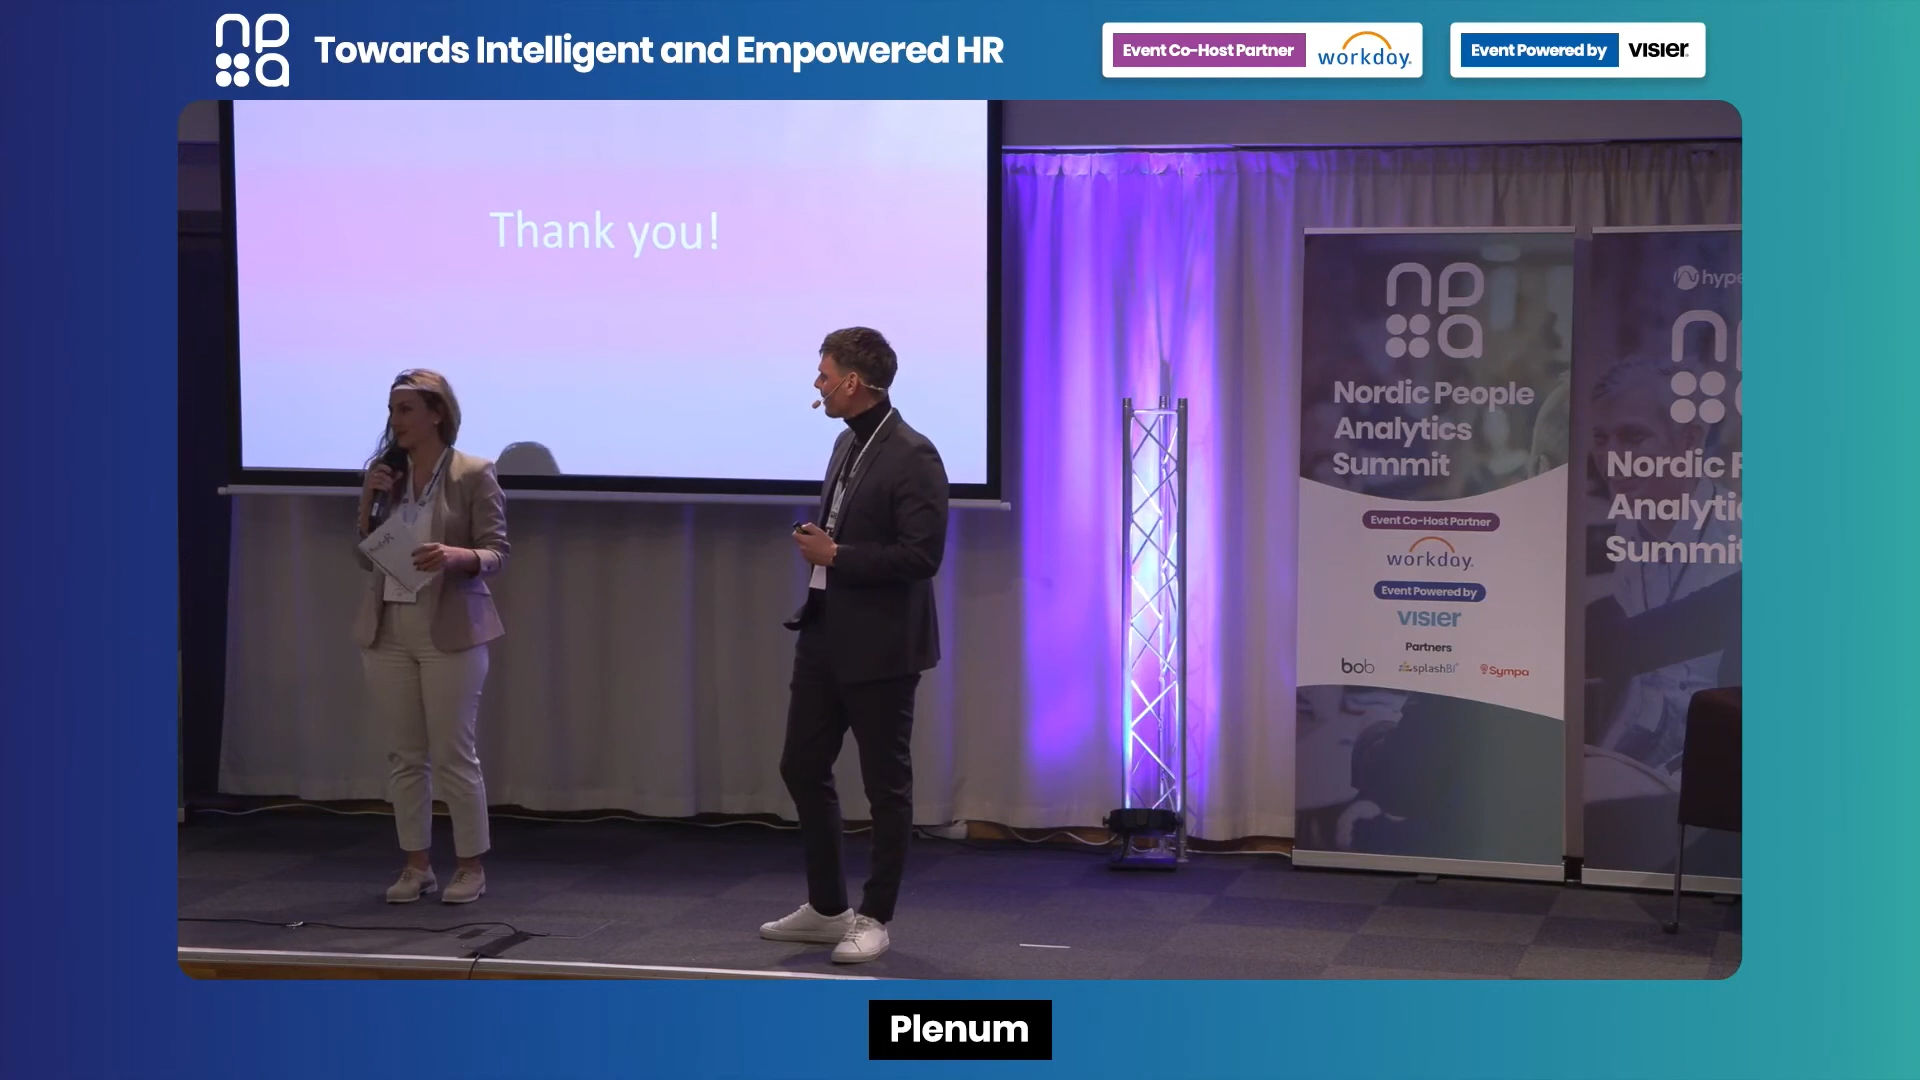 npa
Towards Intelligent and Empowered HR
Event Co-Host Partner
workday.
Event Powered by
VISIER
Thank you!
npa
Nordic People
Analytics
Summit
Event Co-Host Partner
workday.
Event Powered by
VISIER
Partners
bob
splashBI
Sympa
hype
Nordic P
Analyti
Summit
Plenum